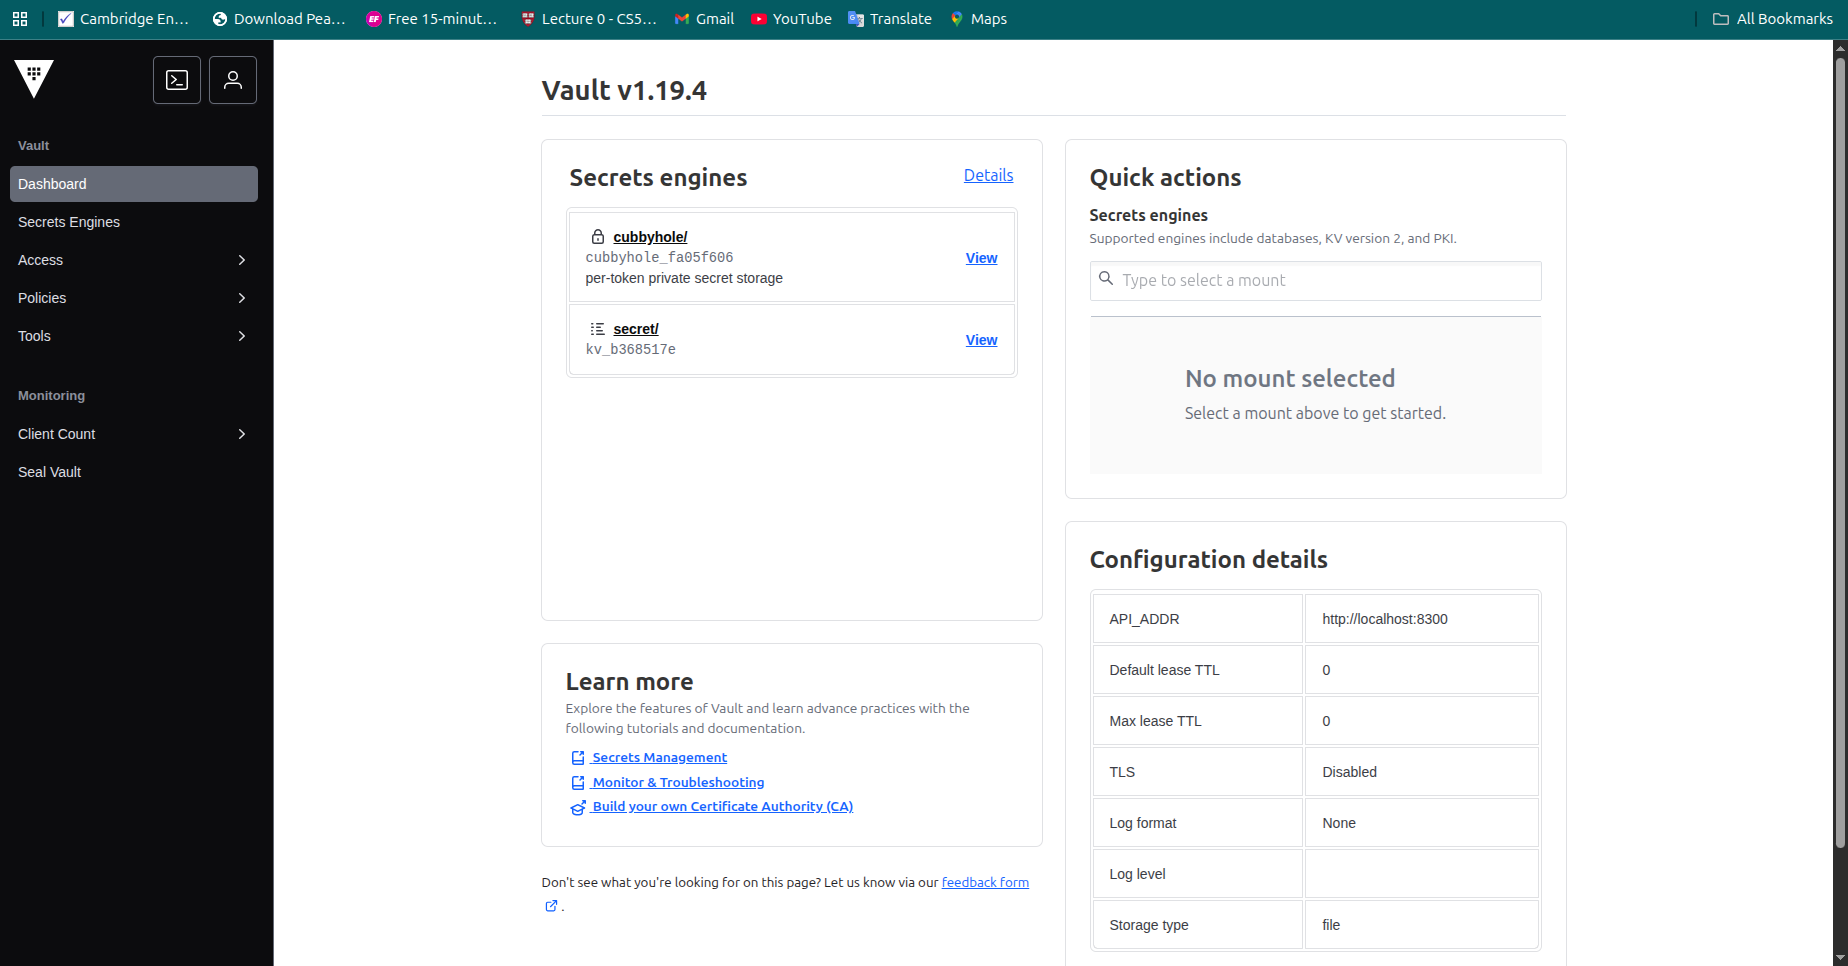 Cambridge En...
Download Pea...
Free 15-minut...
Lecture 0 - CS5...
Gmail
YouTube
Translate
Maps
All Bookmarks
Vault
Dashboard
Secrets Engines
Access
Policies
Tools
Monitoring
Client Count
Seal Vault
Vault v1.19.4
Secrets engines
Details
cubbyhole/
cubbyhole_fa05f606
per-token private secret storage
View
secret/
kv_b368517e
View
Learn more
Explore the features of Vault and learn advance practices with the
following tutorials and documentation.
Secrets Management
Monitor & Troubleshooting
Build your own Certificate Authority (CA)
Don't see what you're looking for on this page? Let us know via our feedback form
.
Quick actions
Secrets engines
Supported engines include databases, KV version 2, and PKI.
Type to select a mount
No mount selected
Select a mount above to get started.
Configuration details
API_ADDR http://localhost:8300
Default lease TTL 0
Max lease TTL 0
TLS Disabled
Log format None
Log level
Storage type file